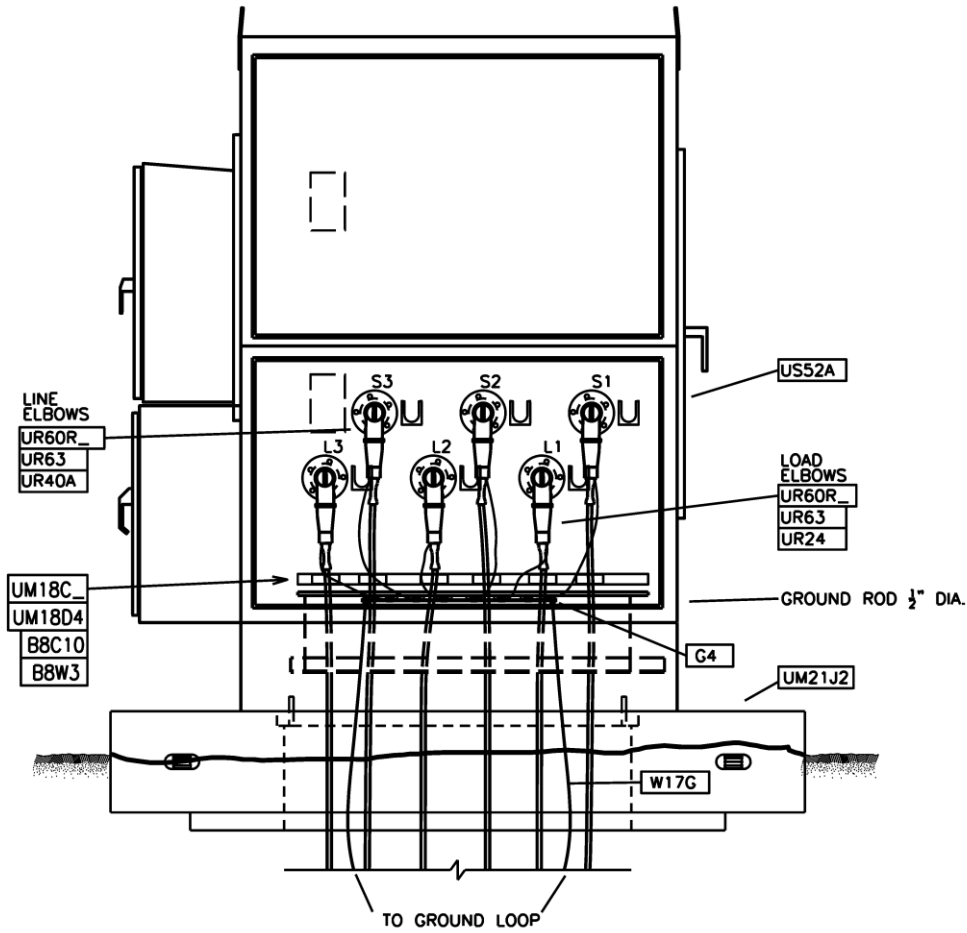 S3
S2
S1
US52A
LINE
ELBOWS
UR60R_
UR63
UR40A
L3
L2
L1
LOAD
ELBOWS
UR60R_
UR63
UR24
UM18C_
UM18D4
B8C10
B8W3
GROUND ROD ½" DIA.
G4
UM21J2
W17G
TO GROUND LOOP